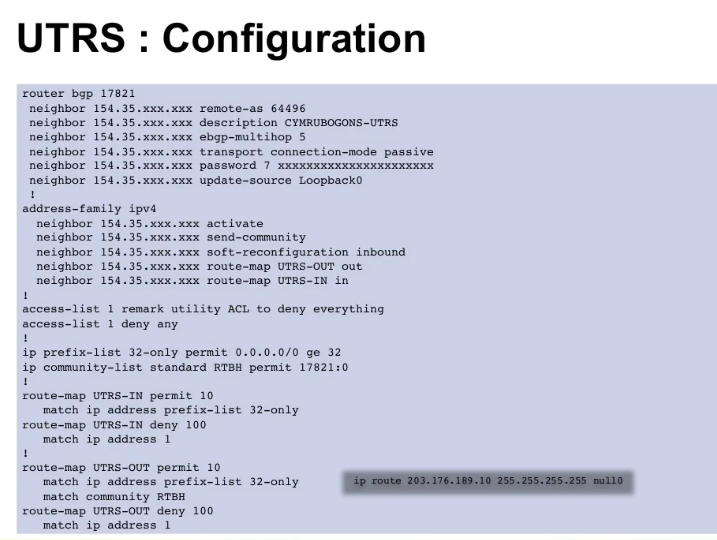 UTRS : Configuration
router bgp 17821
neighbor 154.35.xxx.xxx remote-as 64496
neighbor 154.35.xxx.xxx description CYMRUBOGONS-UTRS
neighbor 154.35.xxx.xxx ebgp-multihop 5
neighbor 154.35.xxx.xxx transport connection-mode passive
neighbor 154.35.xxx.xxx password 7 xxxxxxxxxxxxxxxxxxxxxx
neighbor 154.35.xxx.xxx update-source Loopback0
!
address-family ipv4
neighbor 154.35.xxx.xxx activate
neighbor 154.35.xxx.xxx send-community
neighbor 154.35.xxx.xxx soft-reconfiguration inbound
neighbor 154.35.xxx.xxx route-map UTRS-OUT out
neighbor 154.35.xxx.xxx route-map UTRS-IN in
!
access-list 1 remark utility ACL to deny everything
access-list 1 deny any
!
ip prefix-list 32-only permit 0.0.0.0/0 ge 32
ip community-list standard RTBH permit 17821:0
!
route-map UTRS-IN permit 10
match ip address prefix-list 32-only
route-map UTRS-IN deny 100
match ip address 1
!
route-map UTRS-OUT permit 10
match ip address prefix-list 32-only
match community RTBH
route-map UTRS-OUT deny 100
match ip address 1
ip route 203.176.189.10 255.255.255.255 null0